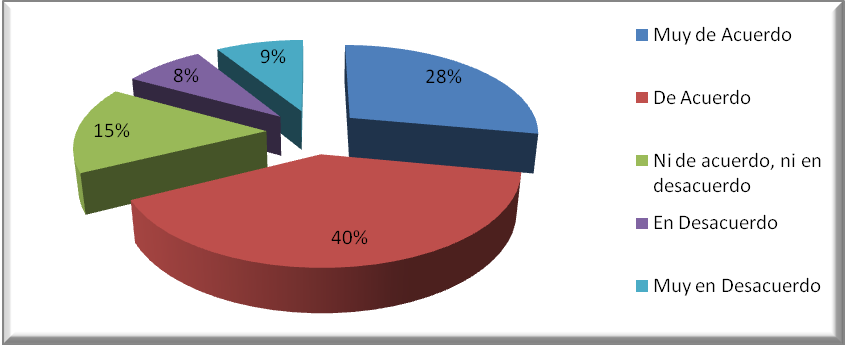 9%
28%
8%
15%
40%
Muy de Acuerdo
De Acuerdo
Ni de acuerdo, ni en
desacuerdo
En Desacuerdo
Muy en Desacuerdo